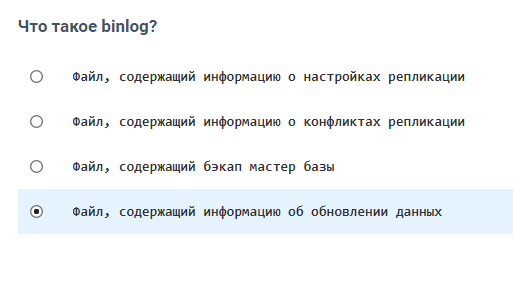 Что такое binlog?
Файл, содержащий информацию о настройках репликации
Файл, содержащий информацию о конфликтах репликации
Файл, содержащий бэкап мастер базы
Файл, содержащий информацию об обновлении данных